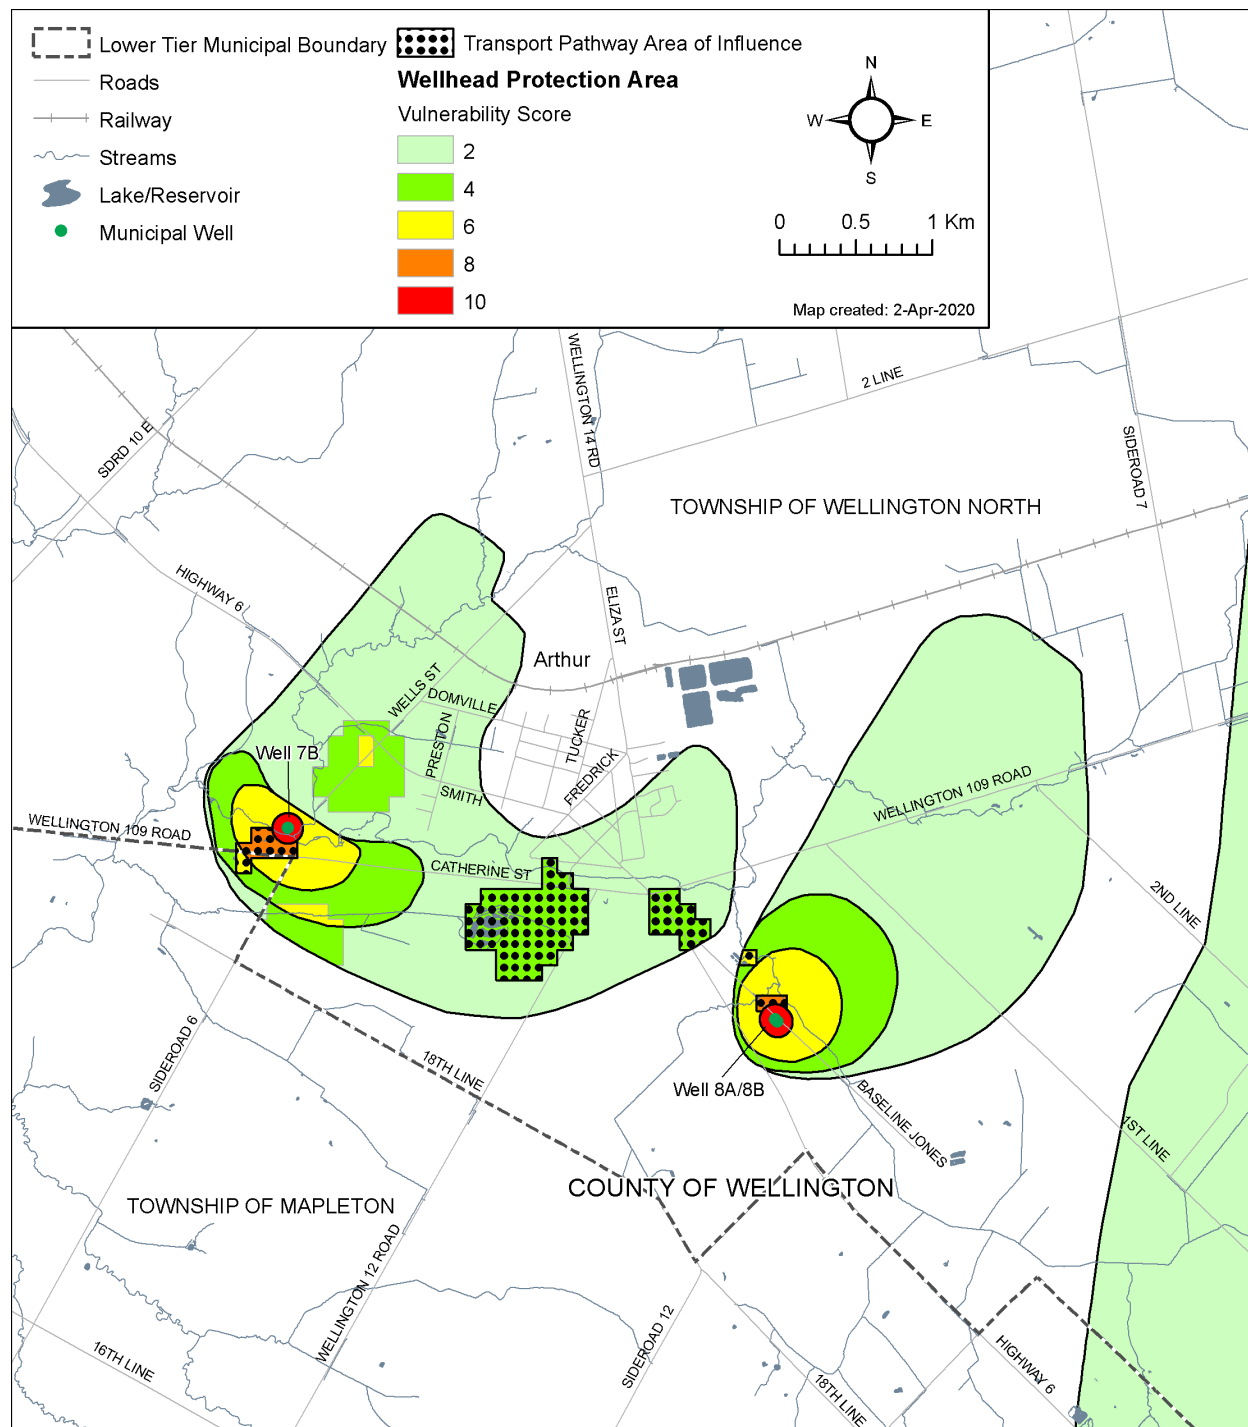 Lower Tier Municipal Boundary
Roads
Railway
Streams
Lake/Reservoir
Municipal Well
Transport Pathway Area of Influence
Wellhead Protection Area
Vulnerability Score
2
4
6
8
10
N
W E
S
0 0.5 1 Km
Map created: 2-Apr-2020
WELLINGTON 14 RD
2 LINE
SDRD 10 E
SIDEROAD 7
TOWNSHIP OF WELLINGTON NORTH
HIGHWAY 6
ELIZA ST
Arthur
WELLS ST
DOMVILLE
PRESTON
TUCKER
FREDRICK
SMITH
Well 7B
WELLINGTON 109 ROAD
WELLINGTON 109 ROAD
CATHERINE ST
2ND LINE
SIDEROAD 6
18TH LINE
Well 8A/8B
BASELINE JONES
1ST LINE
COUNTY OF WELLINGTON
TOWNSHIP OF MAPLETON
WELLINGTON 12 ROAD
16TH LINE
SIDEROAD 12
18TH LINE
HIGHWAY 6